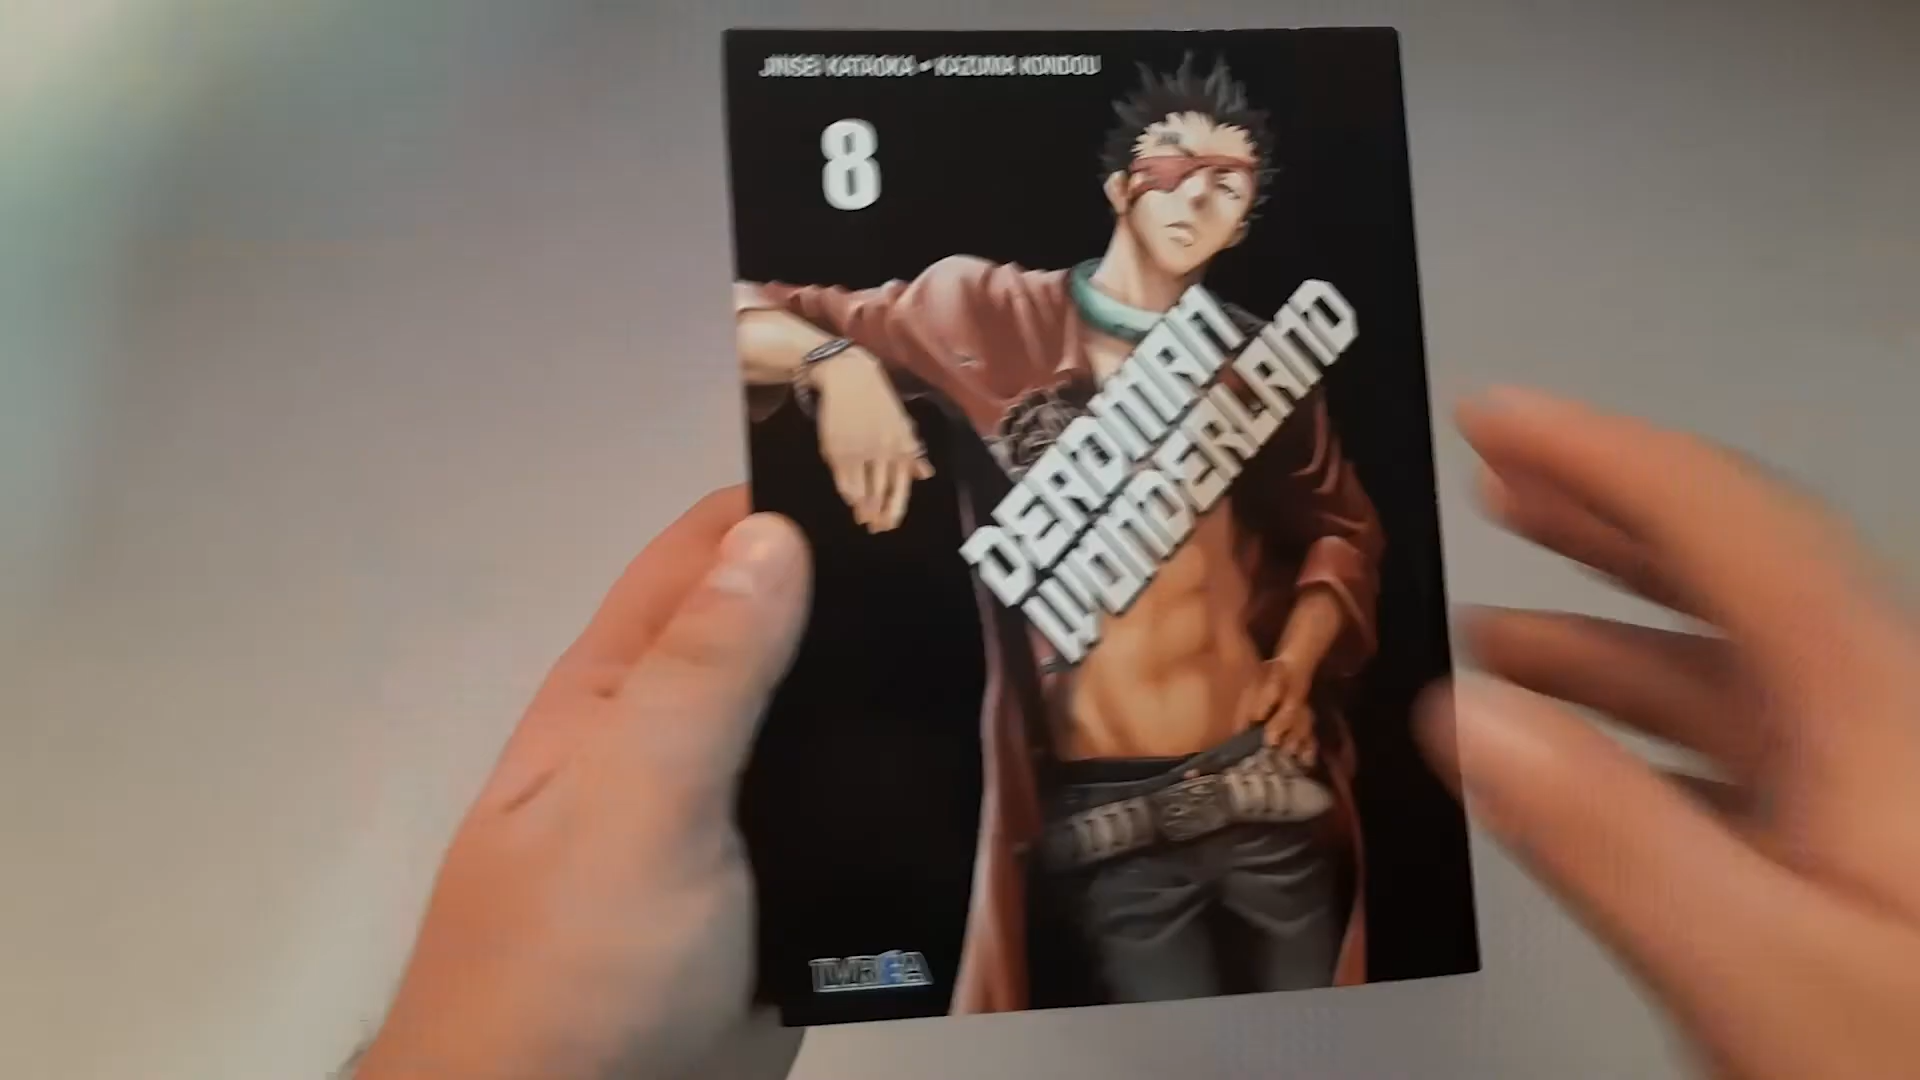 JINSEI KATAOKA • KAZUMA KONDOU
8
DEADMAN
WONDERLAND
IVREA